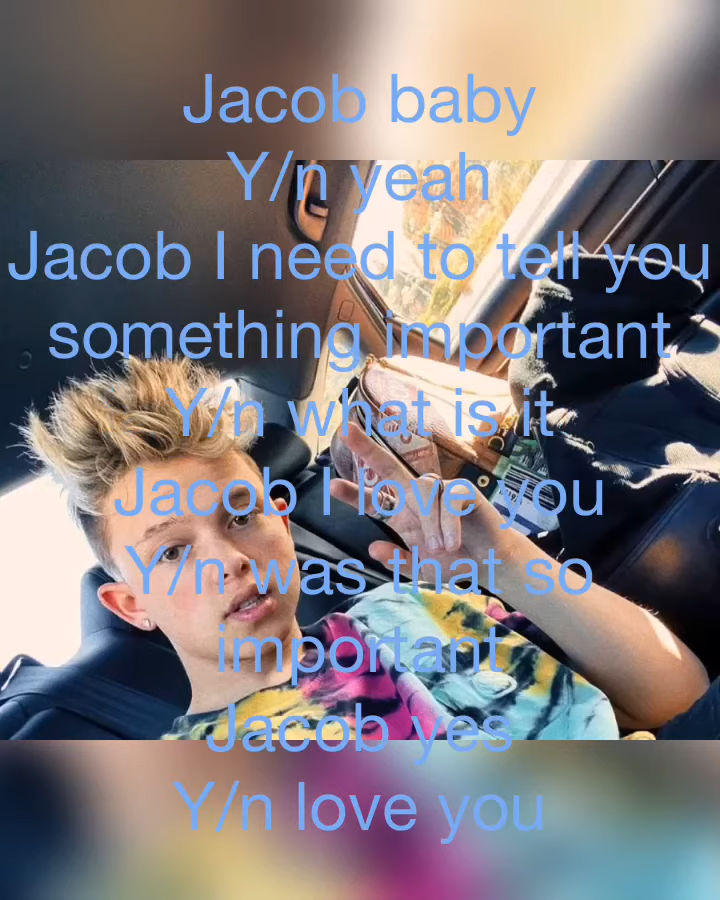 Jacob baby
Y/n yeah
Jacob I need to tell you
something important
Y/n what is it
Jacob I love you
Y/n was that so
important
Jacob yes
Y/n love you